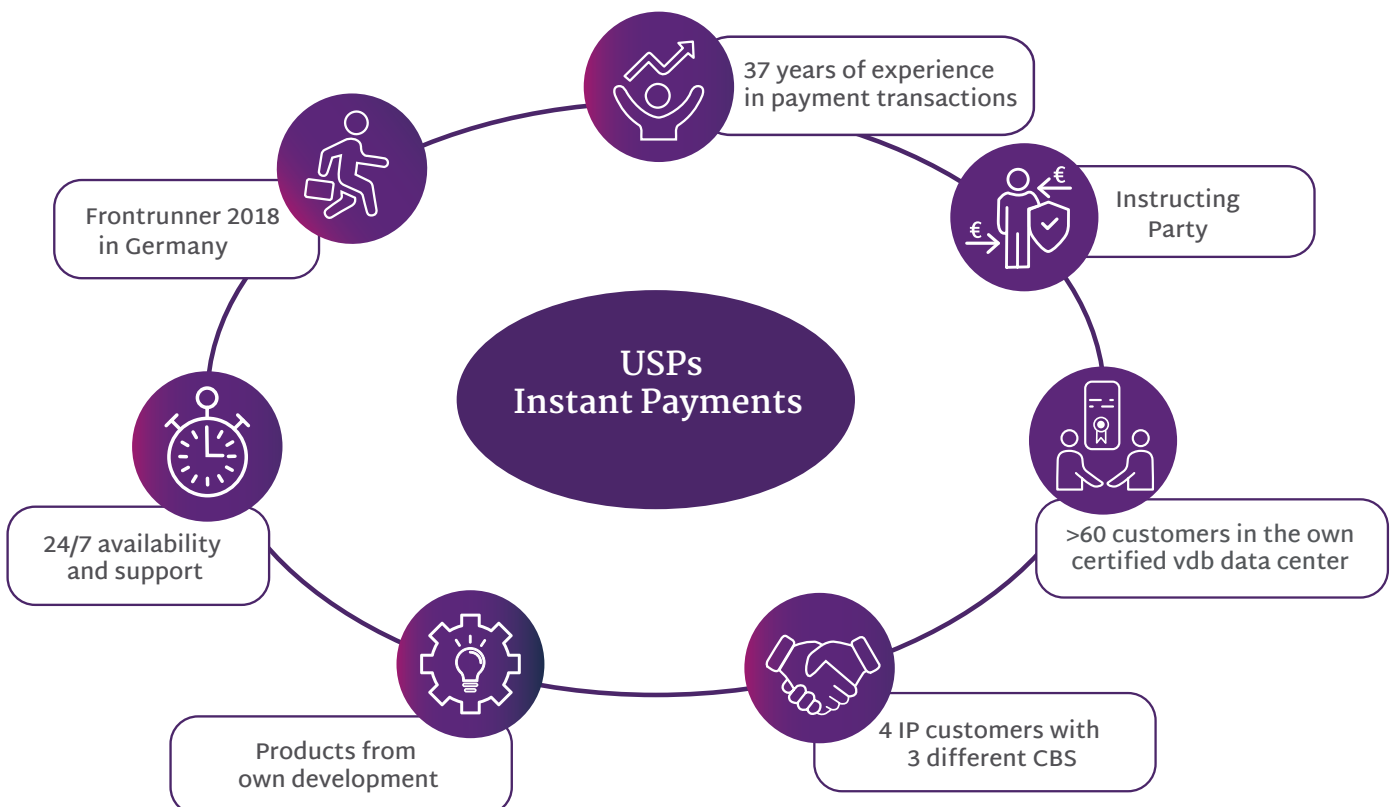 USPs
Instant Payments
37 years of experience
in payment transactions
€
€
Instructing
Party
>60 customers in the own
certified vdb data center
4 IP customers with
3 different CBS
Products from
own development
24/7 availability
and support
Frontrunner 2018
in Germany